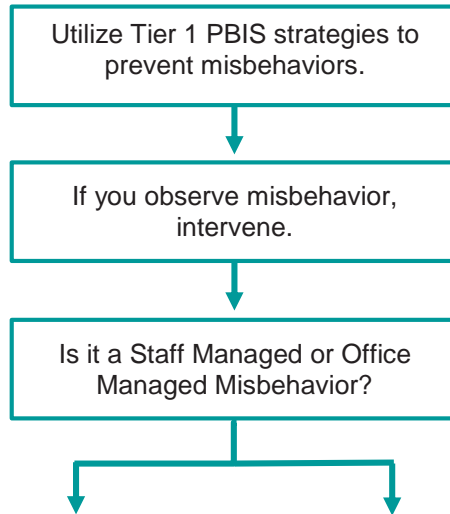 Utilize Tier 1 PBIS strategies to
prevent misbehaviors.
If you observe misbehavior,
intervene.
Is it a Staff Managed or Office
Managed Misbehavior?